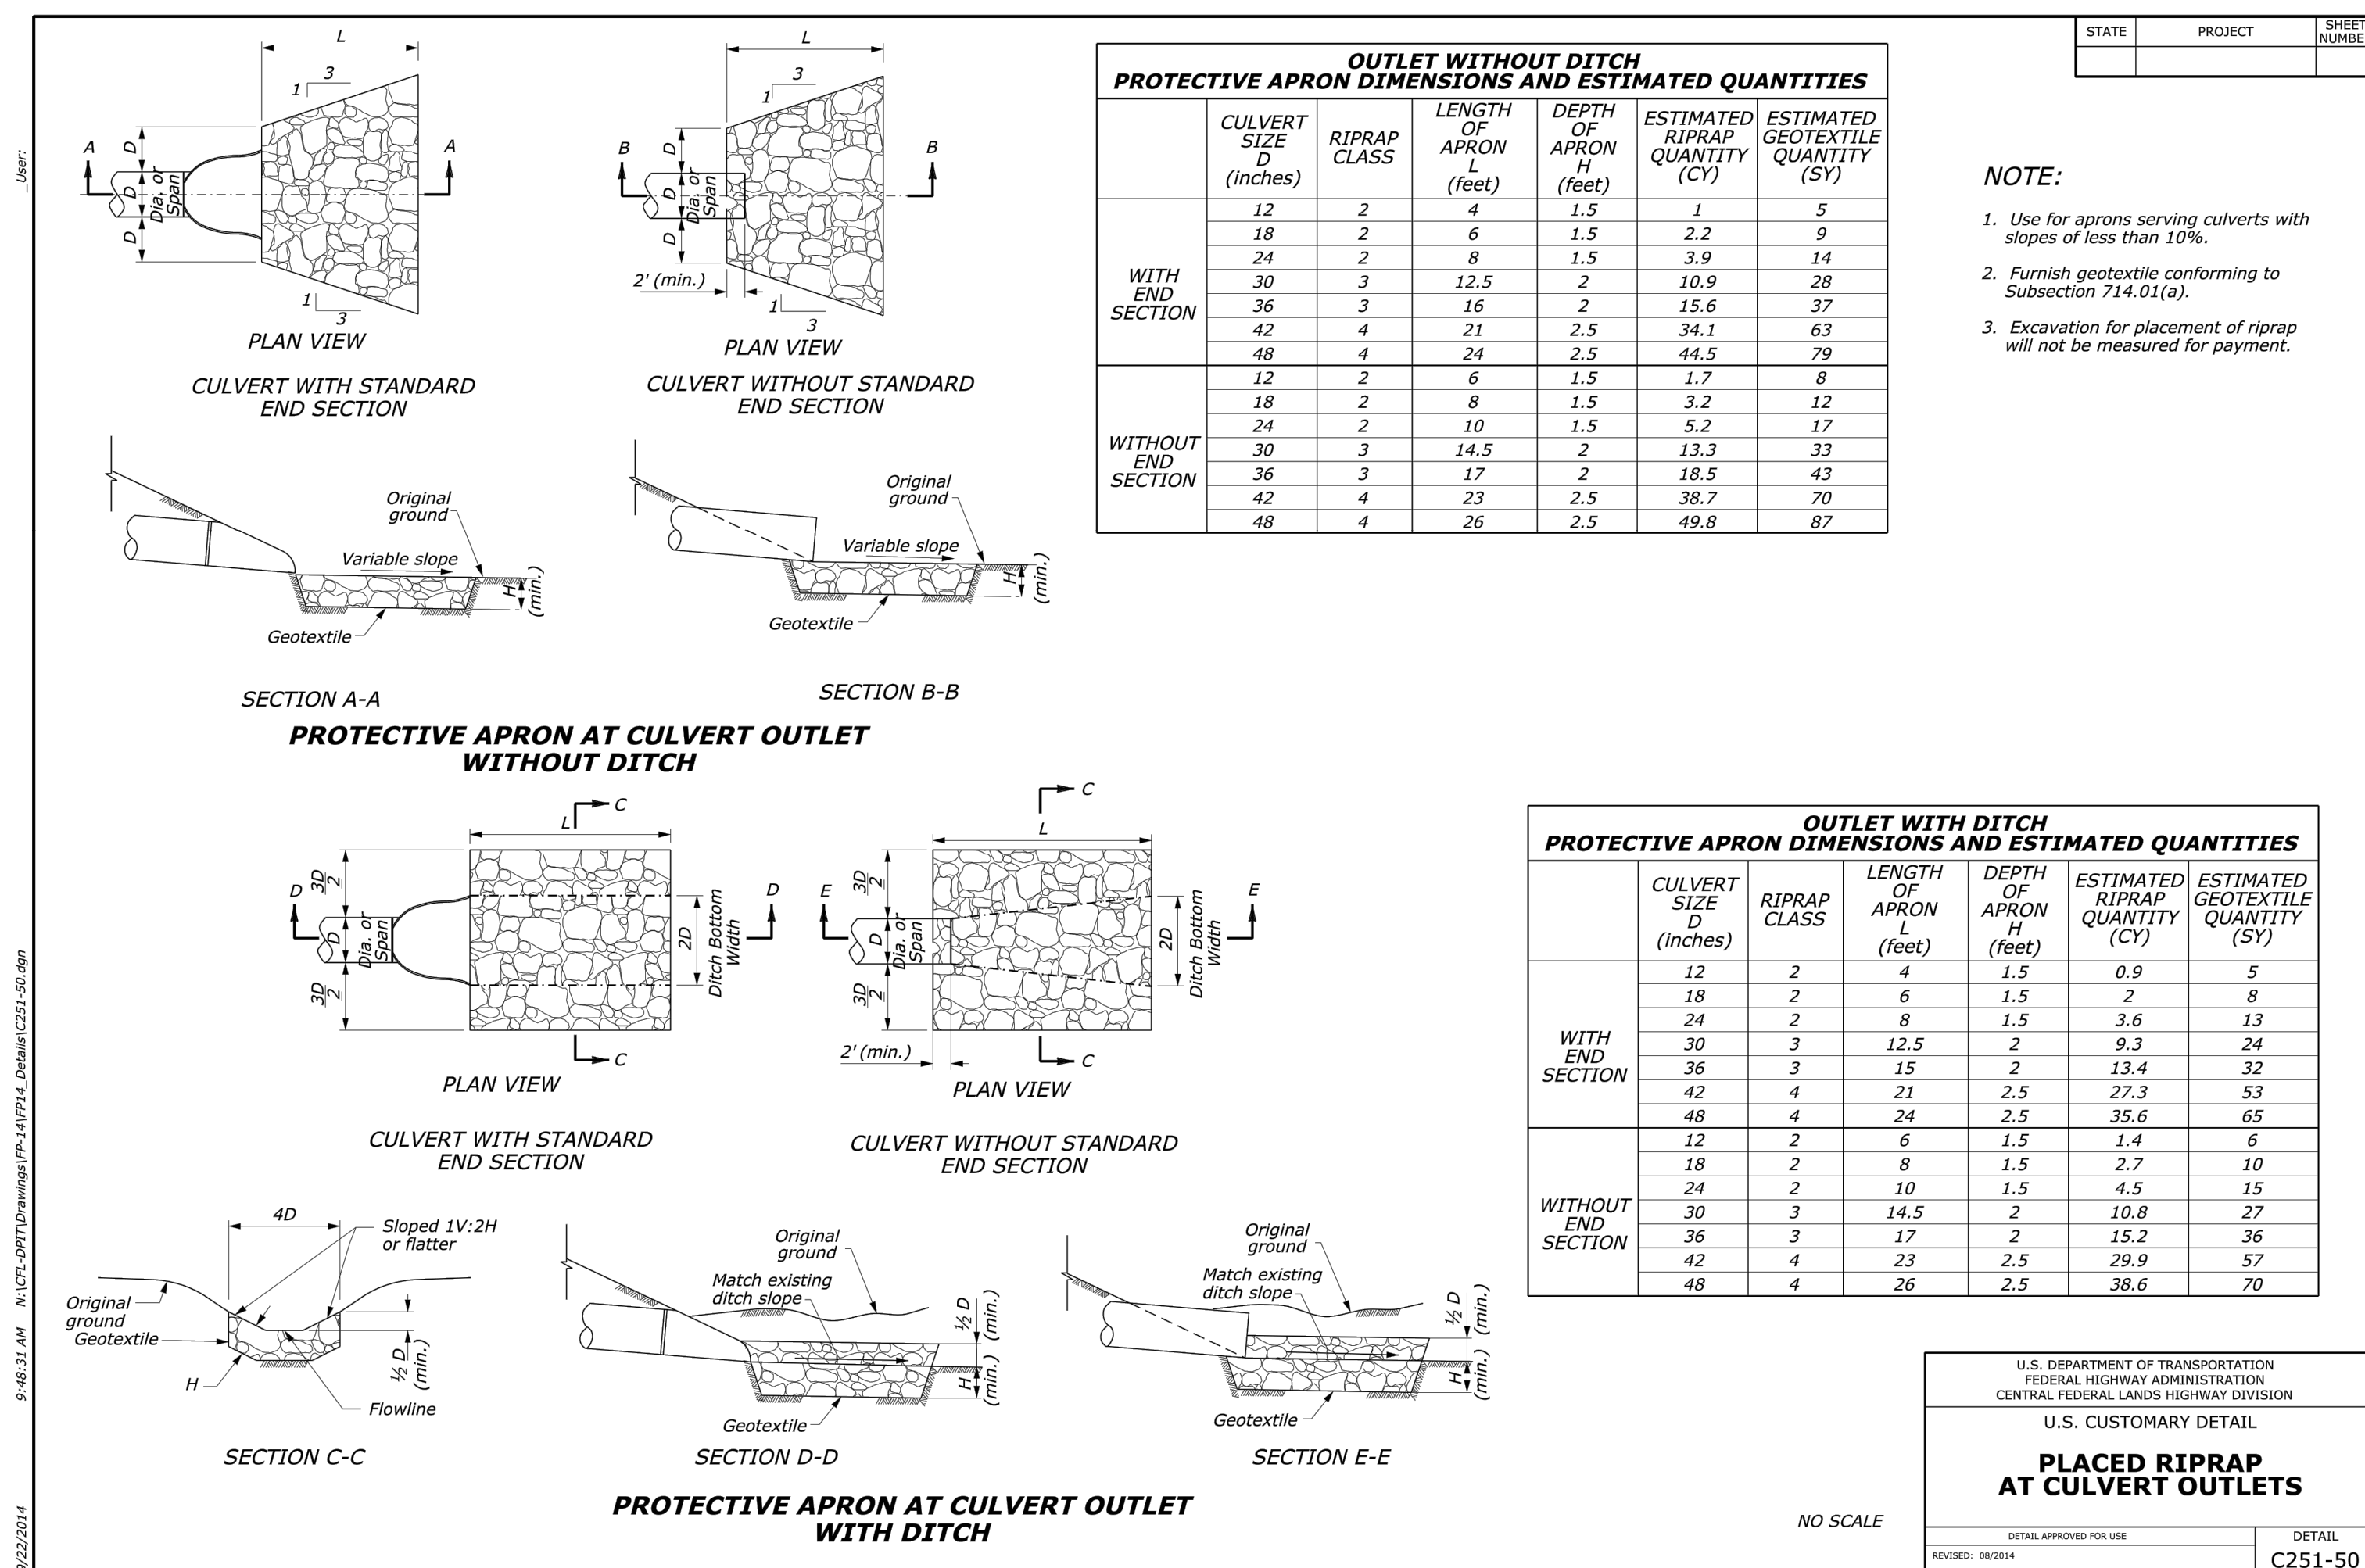 _User:
9:48:31 AM N:\CFL-DPIT\Drawings\FP-14\FP14_Details\C251-50.dgn
9/22/2014
STATE PROJECT SHEET
L
3
1
A A
D
D
Dia. or
Span
D
1
3
PLAN VIEW
CULVERT WITH STANDARD
END SECTION
L
3
1
B B
D
D
Dia. or
Span
D
2' (min.)
1
3
PLAN VIEW
CULVERT WITHOUT STANDARD
END SECTION
Original
ground
Variable slope
H
(min.)
Geotextile
SECTION A-A
Original
ground
Variable slope
H
(min.)
Geotextile
SECTION B-B
PROTECTIVE APRON AT CULVERT OUTLET
WITHOUT DITCH
OUTLET WITHOUT DITCH
PROTECTIVE APRON DIMENSIONS AND ESTIMATED QUANTITIES
CULVERT SIZE D (inches) RIPRAP CLASS LENGTH OF APRON L (feet) DEPTH OF APRON H (feet) ESTIMATED RIPRAP QUANTITY (CY) ESTIMATED GEOTEXTILE QUANTITY (SY)
WITH
END
SECTION
12 2 4 1.5 1 5
18 2 6 1.5 2.2 9
24 2 8 1.5 3.9 14
30 3 12.5 2 10.9 28
36 3 16 2 15.6 37
42 4 21 2.5 34.1 63
48 4 24 2.5 44.5 79
WITHOUT
END
SECTION
12 2 6 1.5 1.7 8
18 2 8 1.5 3.2 12
24 2 10 1.5 5.2 17
30 3 14.5 2 13.3 33
36 3 17 2 18.5 43
42 4 23 2.5 38.7 70
48 4 26 2.5 49.8 87
NOTE:
1. Use for aprons serving culverts with
slopes of less than 10%.
2. Furnish geotextile conforming to
Subsection 714.01(a).
3. Excavation for placement of riprap
will not be measured for payment.
C
L
D D
3D
2
D
Dia. or
Span
3D
2
2D
Ditch Bottom
Width
C
PLAN VIEW
CULVERT WITH STANDARD
END SECTION
C
L
E E
3D
2
D
Dia. or
Span
3D
2
2D
Ditch Bottom
Width
2' (min.)
C
PLAN VIEW
CULVERT WITHOUT STANDARD
END SECTION
4D
Sloped 1V:2H
or flatter
Original
ground
Geotextile
H
½ D
(min.)
Flowline
SECTION C-C
Original
ground
Match existing
ditch slope
½ D
(min.)
H
(min.)
Geotextile
SECTION D-D
Original
ground
Match existing
ditch slope
½ D
(min.)
H
(min.)
Geotextile
SECTION E-E
PROTECTIVE APRON AT CULVERT OUTLET
WITH DITCH
OUTLET WITH DITCH
PROTECTIVE APRON DIMENSIONS AND ESTIMATED QUANTITIES
CULVERT SIZE D (inches) RIPRAP CLASS LENGTH OF APRON L (feet) DEPTH OF APRON H (feet) ESTIMATED RIPRAP QUANTITY (CY) ESTIMATED GEOTEXTILE QUANTITY (SY)
WITH
END
SECTION
12 2 4 1.5 0.9 5
18 2 6 1.5 2 8
24 2 8 1.5 3.6 13
30 3 12.5 2 9.3 24
36 3 15 2 13.4 32
42 4 21 2.5 27.3 53
48 4 24 2.5 35.6 65
WITHOUT
END
SECTION
12 2 6 1.5 1.4 6
18 2 8 1.5 2.7 10
24 2 10 1.5 4.5 15
30 3 14.5 2 10.8 27
36 3 17 2 15.2 36
42 4 23 2.5 29.9 57
48 4 26 2.5 38.6 70
NO SCALE
U.S. DEPARTMENT OF TRANSPORTATION
FEDERAL HIGHWAY ADMINISTRATION
CENTRAL FEDERAL LANDS HIGHWAY DIVISION
U.S. CUSTOMARY DETAIL
PLACED RIPRAP
AT CULVERT OUTLETS
DETAIL APPROVED FOR USE
REVISED: 08/2014
DETAIL
C251-50